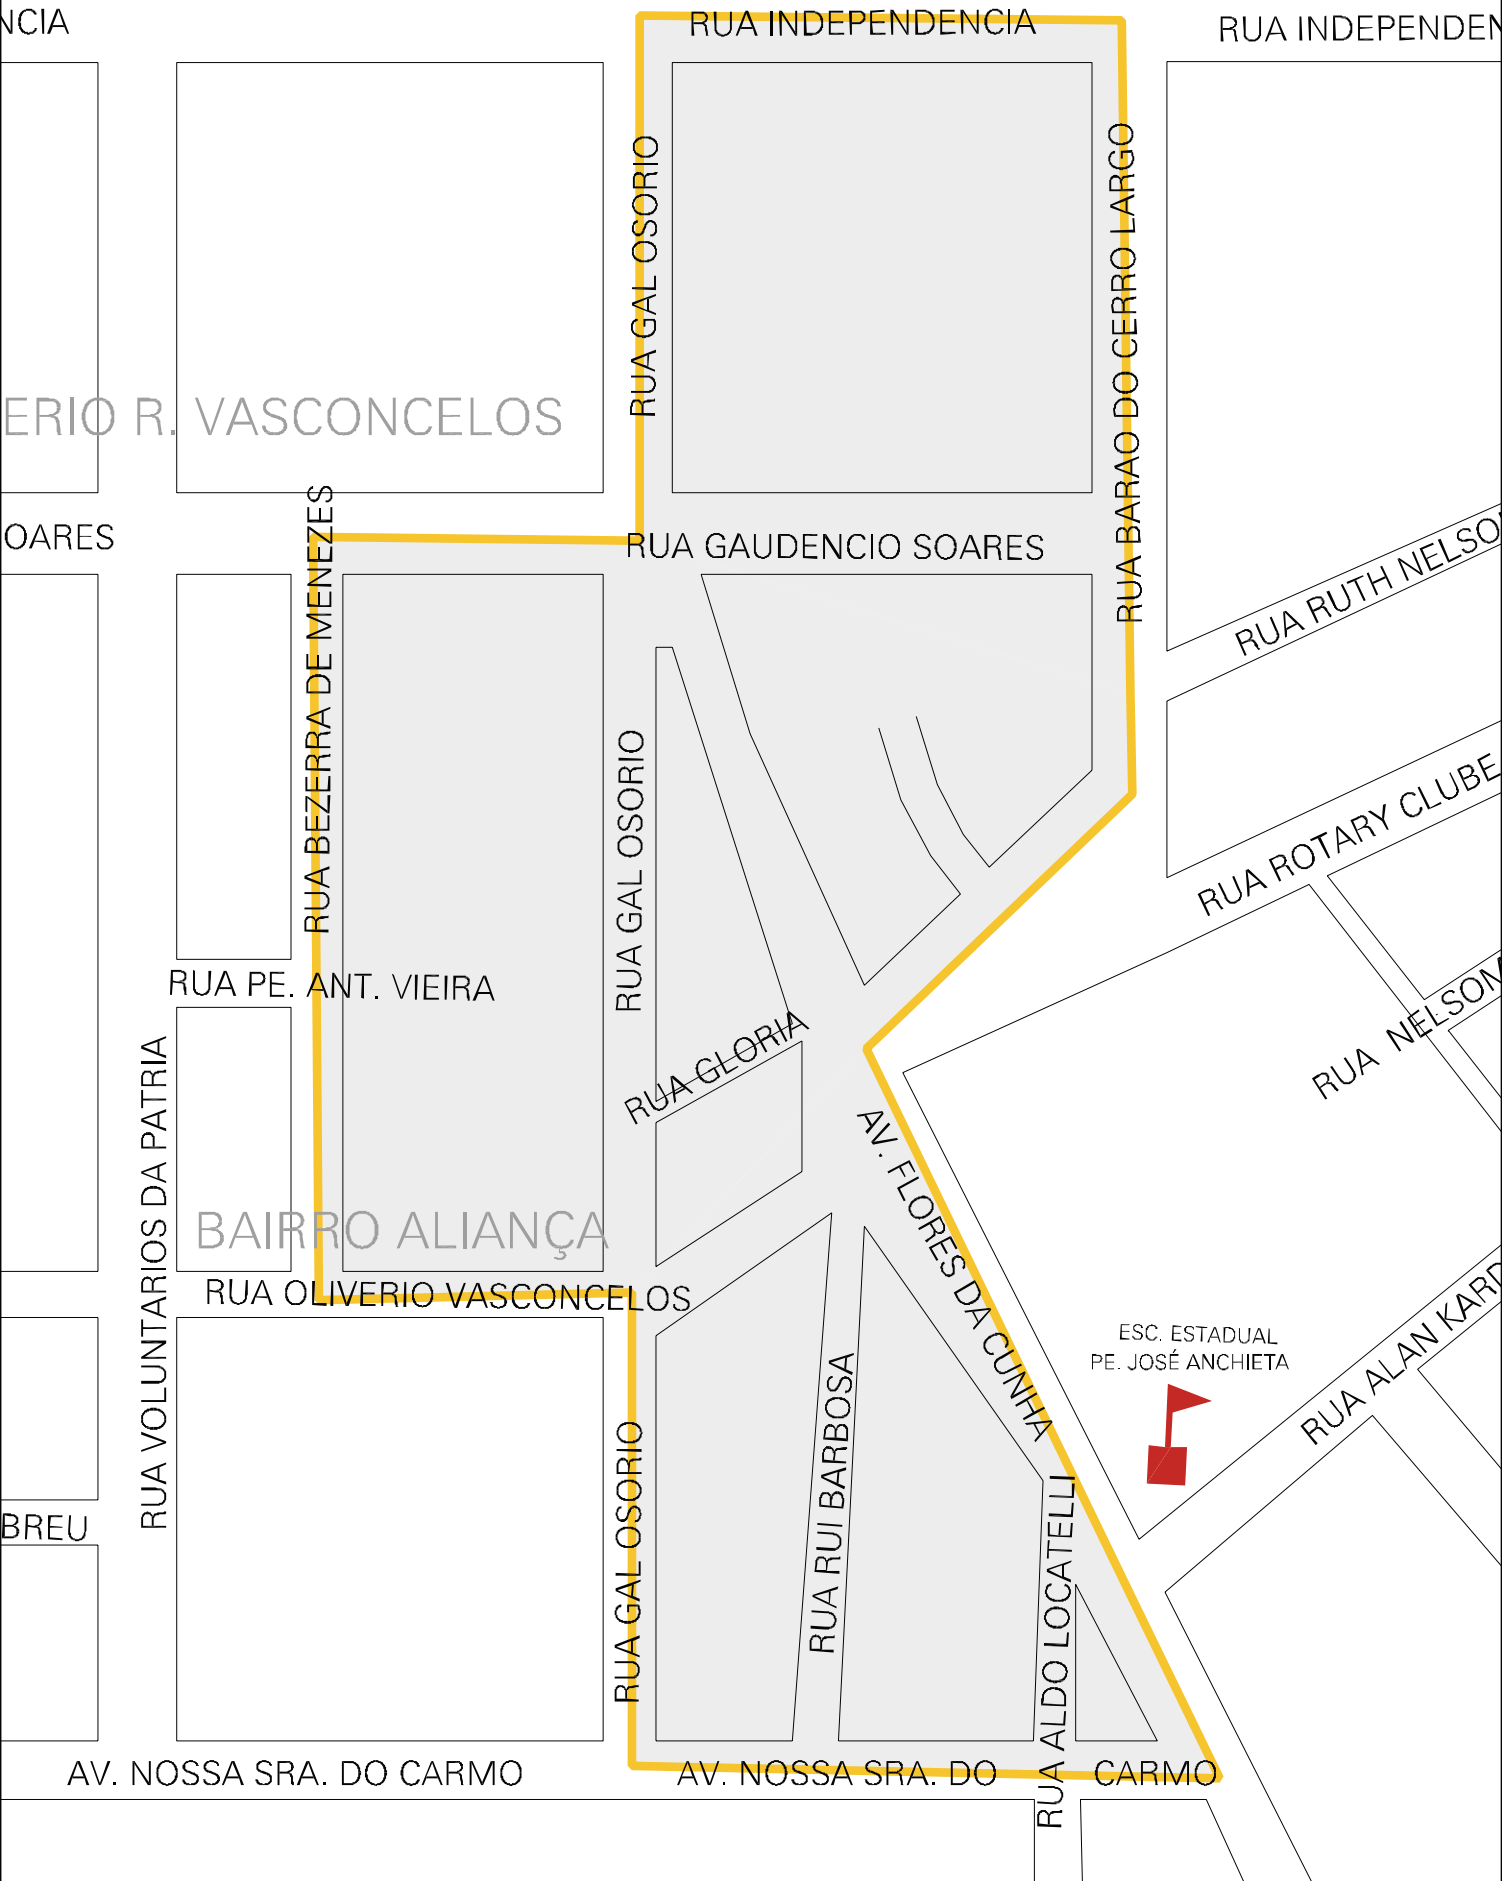 NCIA
RUA INDEPENDENCIA
RUA INDEPENDEN
RUA GAL OSORIO
RUA BARAO DO CERRO LARGO
ERIO R. VASCONCELOS
OARES
RUA BEZERRA DE MENEZES
RUA GAUDENCIO SOARES
RUA RUTH NELSO
RUA GAL OSORIO
RUA ROTARY CLUBE
RUA PE. ANT. VIEIRA
RUA GLORIA
RUA NELSOM
RUA VOLUNTARIOS DA PATRIA
AV. FLORES DA CUNHA
BAIRRO ALIANÇA
RUA OLIVERIO VASCONCELOS
ESC. ESTADUAL
PE. JOSÉ ANCHIETA
RUA ALAN KARD
RUA GAL OSORIO
RUA RUI BARBOSA
RUA ALDO LOCATELLI
BREU
AV. NOSSA SRA. DO CARMO
AV. NOSSA SRA. DO CARMO